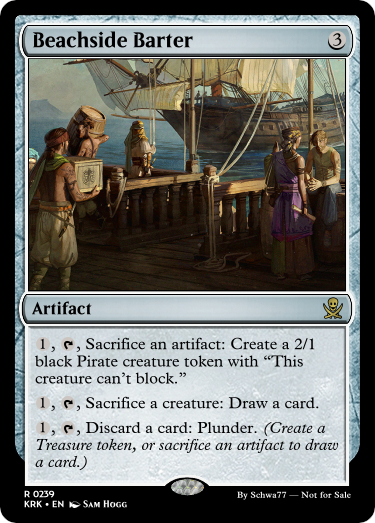 Beachside Barter 3
Artifact
1, T, Sacrifice an artifact: Create a 2/1
black Pirate creature token with “This
creature can’t block.”
1, T, Sacrifice a creature: Draw a card.
1, T, Discard a card: Plunder. (Create a
Treasure token, or sacrifice an artifact to draw
a card.)
R 0239
KRK • EN Sam Hogg
By Schwa77 — Not for Sale